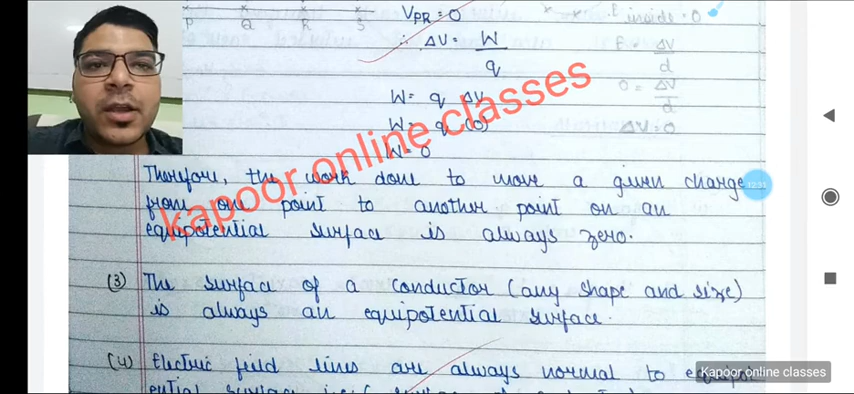 P Q R S
V_PR = 0
E inside = 0
∴ ΔV = W/q
E = ΔV/d
0 = ΔV/d
W = q ΔV
W = q (0)
ΔV = 0
W = 0
kapoor online classes
Therefore, the work done to move a given charge
from one point to another point on an
equipotential surface is always zero.
(3) The surface of a conductor (any shape and size)
is always an equipotential surface.
(4) Electric field lines are always normal to equipot
ential surface
Kapoor online classes